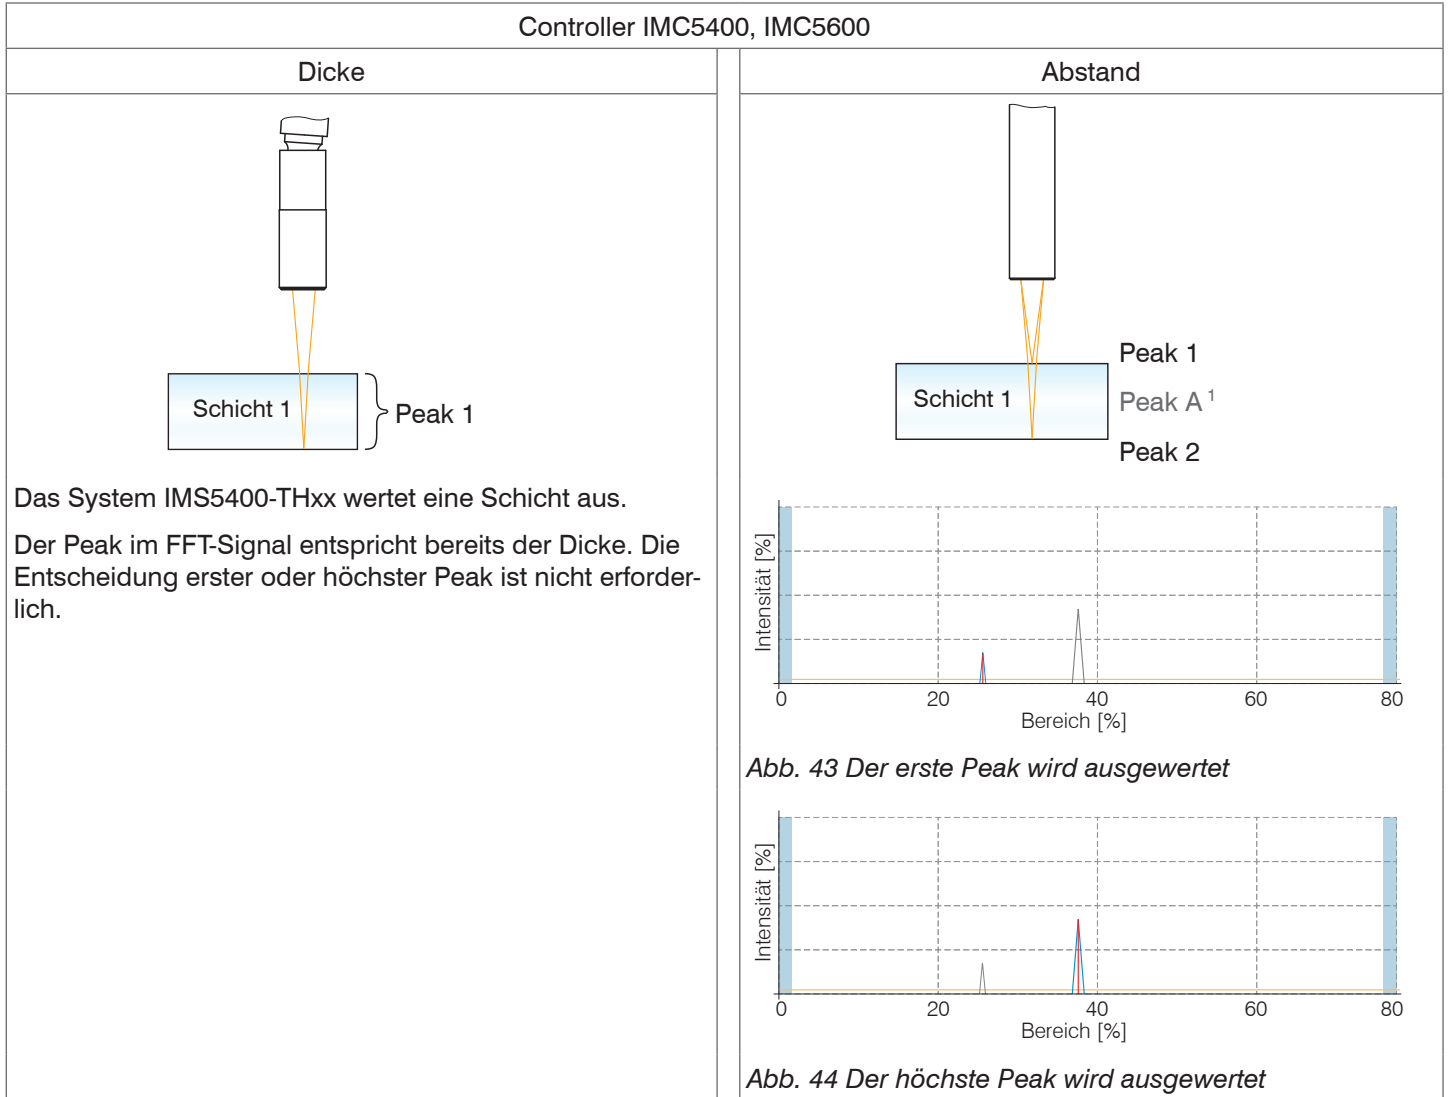 Controller IMC5400, IMC5600
Dicke
Schicht 1
Peak 1
Das System IMS5400-THxx wertet eine Schicht aus.
Der Peak im FFT-Signal entspricht bereits der Dicke. Die
Entscheidung erster oder höchster Peak ist nicht erforder-
lich.
Abstand
Schicht 1
Peak 1
Peak A 1
Peak 2
Intensität [%]
0 20 40 60 80
Bereich [%]
Abb. 43 Der erste Peak wird ausgewertet
Intensität [%]
0 20 40 60 80
Bereich [%]
Abb. 44 Der höchste Peak wird ausgewertet